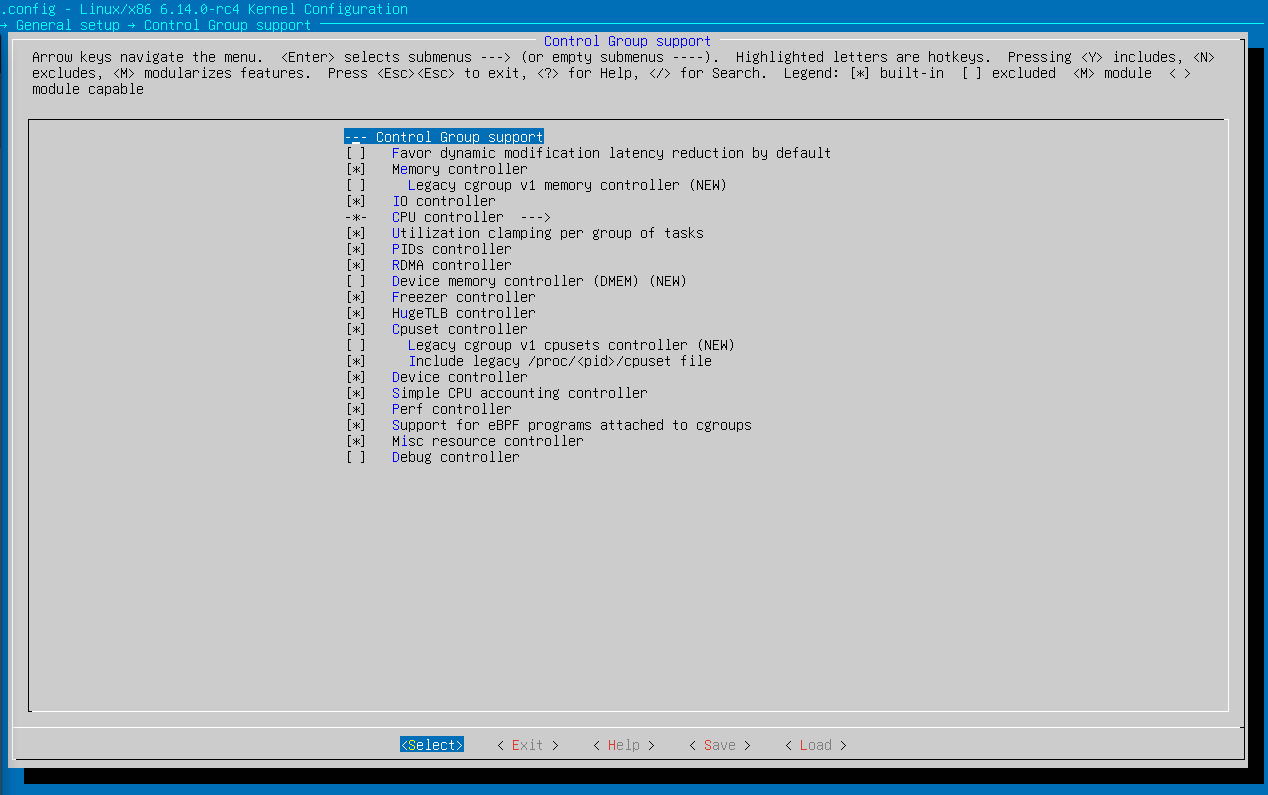 .config - Linux/x86 6.14.0-rc4 Kernel Configuration
→ General setup → Control Group support
Control Group support
Arrow keys navigate the menu.  <Enter> selects submenus ---> (or empty submenus ----).  Highlighted letters are hotkeys.  Pressing <Y> includes, <N>
excludes, <M> modularizes features.  Press <Esc><Esc> to exit, <?> for Help, </> for Search.  Legend: [*] built-in  [ ] excluded  <M> module  < >
module capable
--- Control Group support
[ ]   Favor dynamic modification latency reduction by default
[*]   Memory controller
[ ]     Legacy cgroup v1 memory controller (NEW)
[*]   IO controller
-*-   CPU controller  --->
[*]   Utilization clamping per group of tasks
[*]   PIDs controller
[*]   RDMA controller
[ ]   Device memory controller (DMEM) (NEW)
[*]   Freezer controller
[*]   HugeTLB controller
[*]   Cpuset controller
[ ]     Legacy cgroup v1 cpusets controller (NEW)
[*]     Include legacy /proc/<pid>/cpuset file
[*]   Device controller
[*]   Simple CPU accounting controller
[*]   Perf controller
[*]   Support for eBPF programs attached to cgroups
[*]   Misc resource controller
[ ]   Debug controller
<Select>    < Exit >    < Help >    < Save >    < Load >